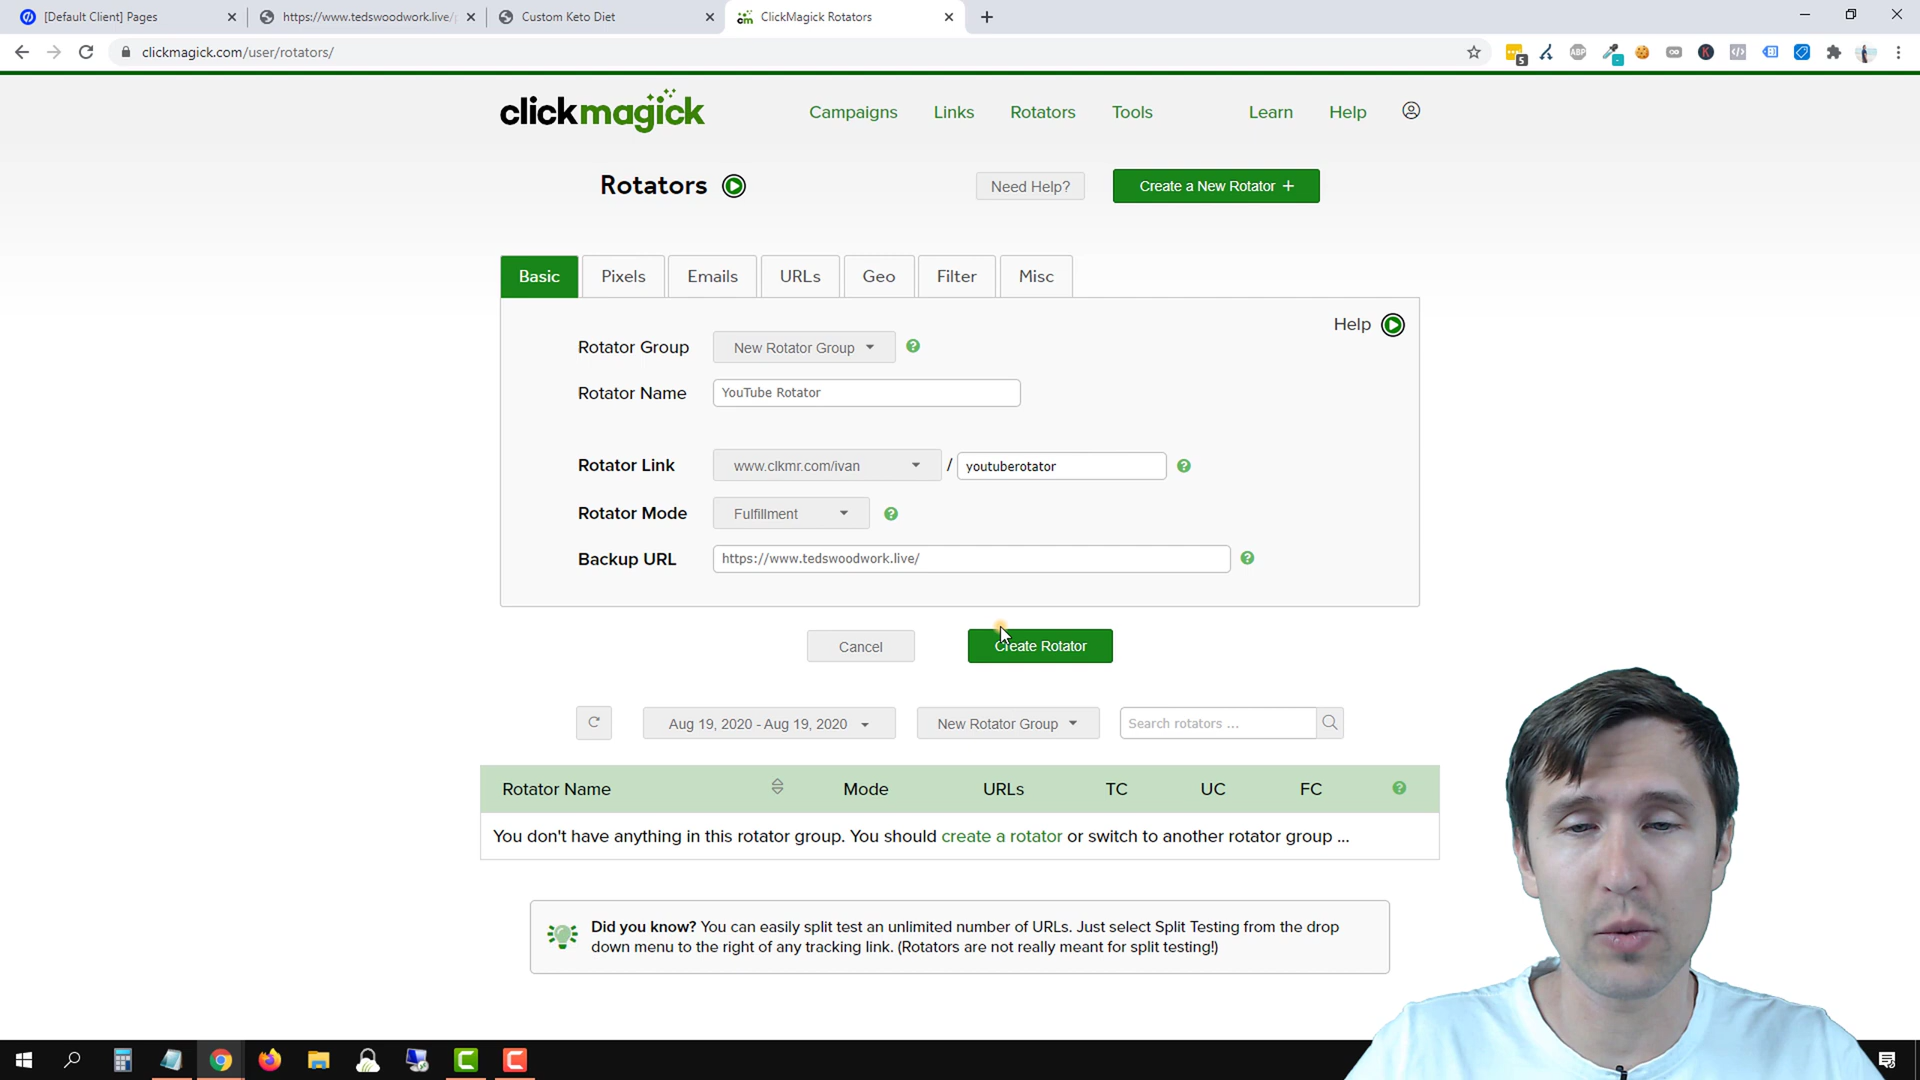 [Default Client] Pages
https://www.tedswoodwork.live/
Custom Keto Diet
ClickMagick Rotators
clickmagick.com/user/rotators/
5
ABP
clickmagick
Campaigns
Links
Rotators
Tools
Learn
Help
Rotators
Need Help?
Create a New Rotator +
Basic
Pixels
Emails
URLs
Geo
Filter
Misc
Help
Rotator Group
New Rotator Group
Rotator Name
YouTube Rotator
Rotator Link
www.clkmr.com/ivan
/
youtuberotator
Rotator Mode
Fulfillment
Backup URL
https://www.tedswoodwork.live/
Cancel
Create Rotator
Aug 19, 2020 - Aug 19, 2020
New Rotator Group
Search rotators ...
Rotator Name
Mode
URLs
TC
UC
FC
You don't have anything in this rotator group. You should create a rotator or switch to another rotator group ...
Did you know? You can easily split test an unlimited number of URLs. Just select Split Testing from the drop
down menu to the right of any tracking link. (Rotators are not really meant for split testing!)